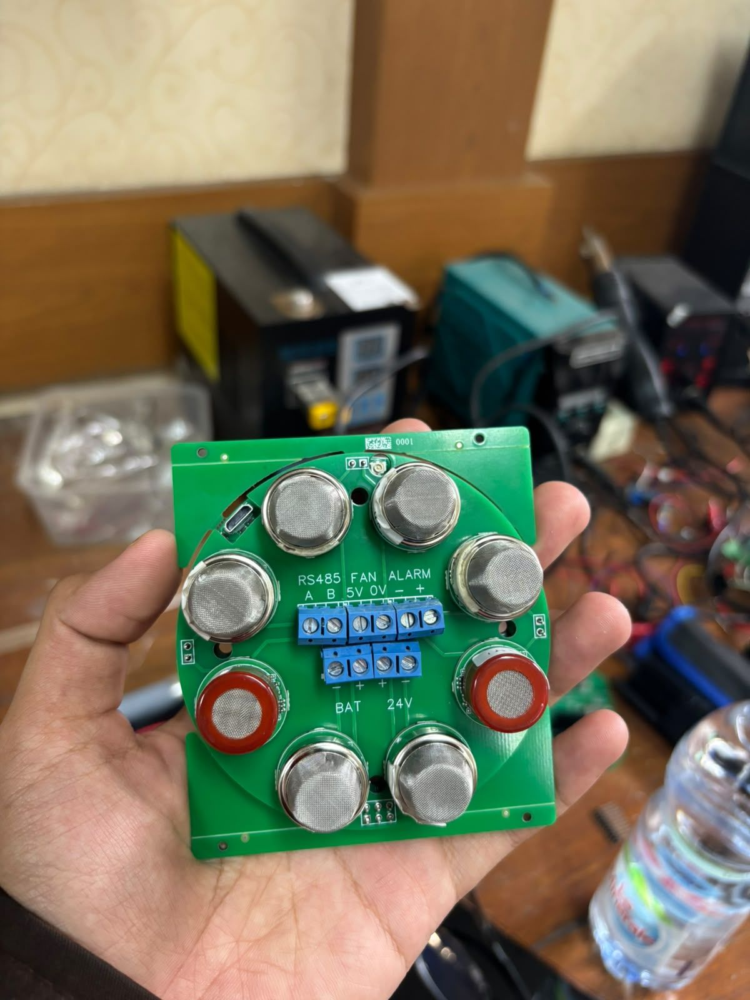 0001
RS485 FAN ALARM
A B 5V 0V - +
- + + -
BAT 24V